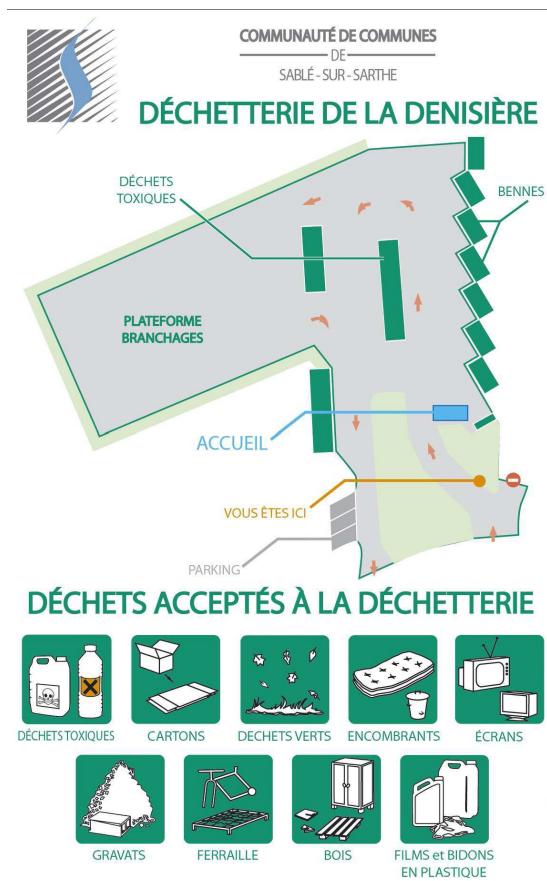 COMMUNAUTÉ DE COMMUNES
DE
SABLÉ - SUR - SARTHE
DÉCHETTERIE DE LA DENISIÈRE
DÉCHETS
TOXIQUES
BENNES
PLATEFORME
BRANCHAGES
ACCUEIL
VOUS ÊTES ICI
PARKING
DÉCHETS ACCEPTÉS À LA DÉCHETTERIE
DÉCHETS TOXIQUES
CARTONS
DECHETS VERTS
ENCOMBRANTS
ÉCRANS
GRAVATS
FERRAILLE
BOIS
FILMS et BIDONS
EN PLASTIQUE